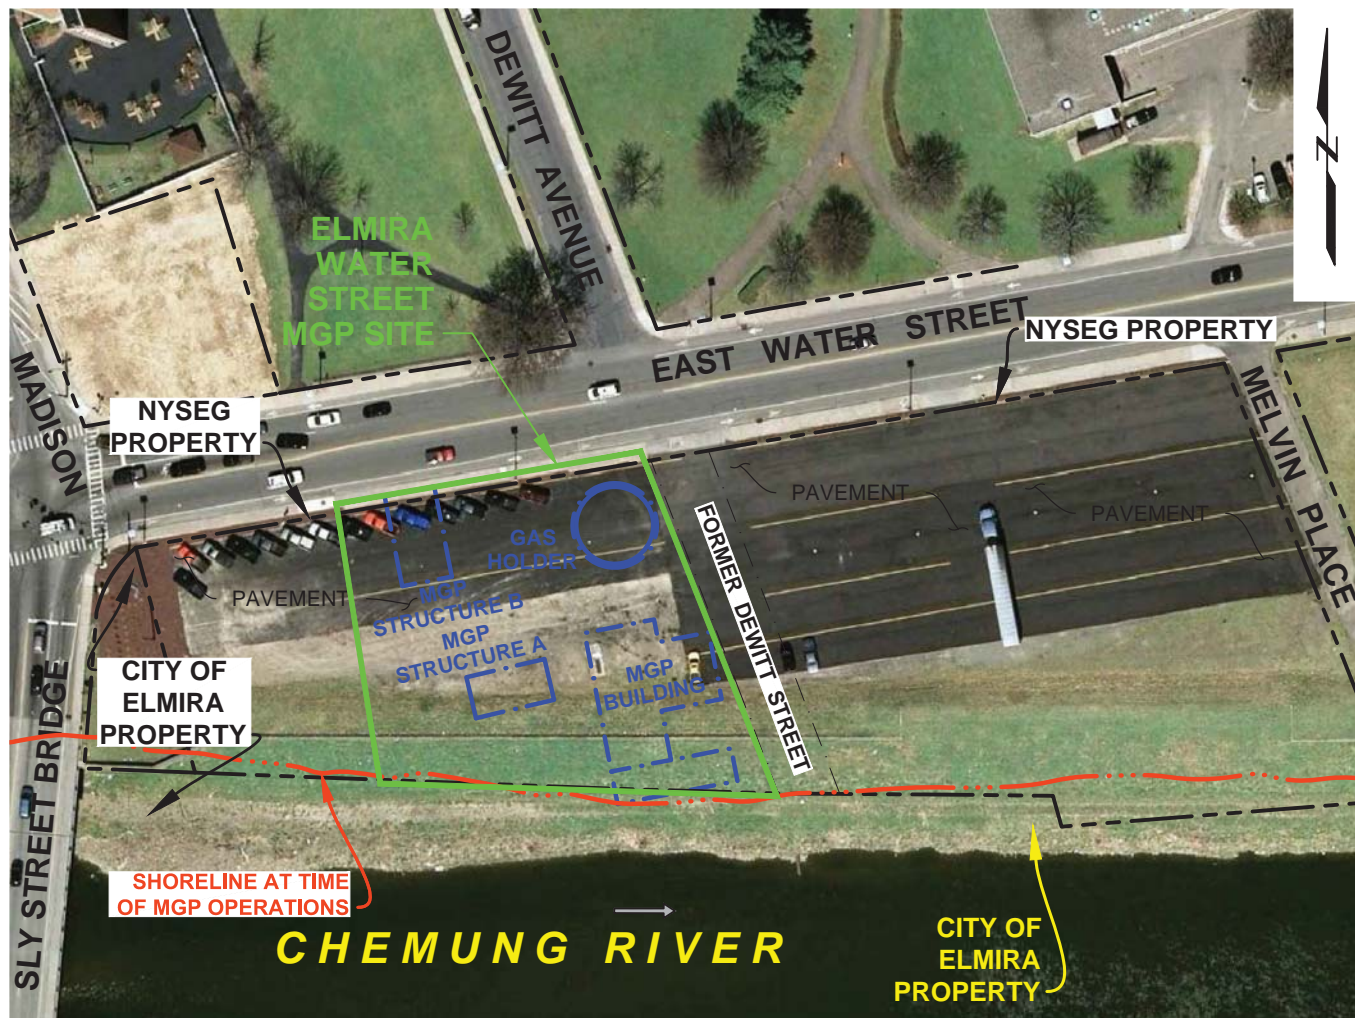 DEWITT AVENUE
N
ELMIRA
WATER
STREET
MGP SITE
EAST WATER STREET
NYSEG PROPERTY
MADISON
NYSEG
PROPERTY
MELVIN PLACE
PAVEMENT
PAVEMENT
GAS
HOLDER
FORMER DEWITT STREET
PAVEMENT
MGP
STRUCTURE B
MGP
STRUCTURE A
MGP
BUILDING
CITY OF
ELMIRA
PROPERTY
SLY STREET BRIDGE
SHORELINE AT TIME
OF MGP OPERATIONS
CHEMUNG RIVER
CITY OF
ELMIRA
PROPERTY